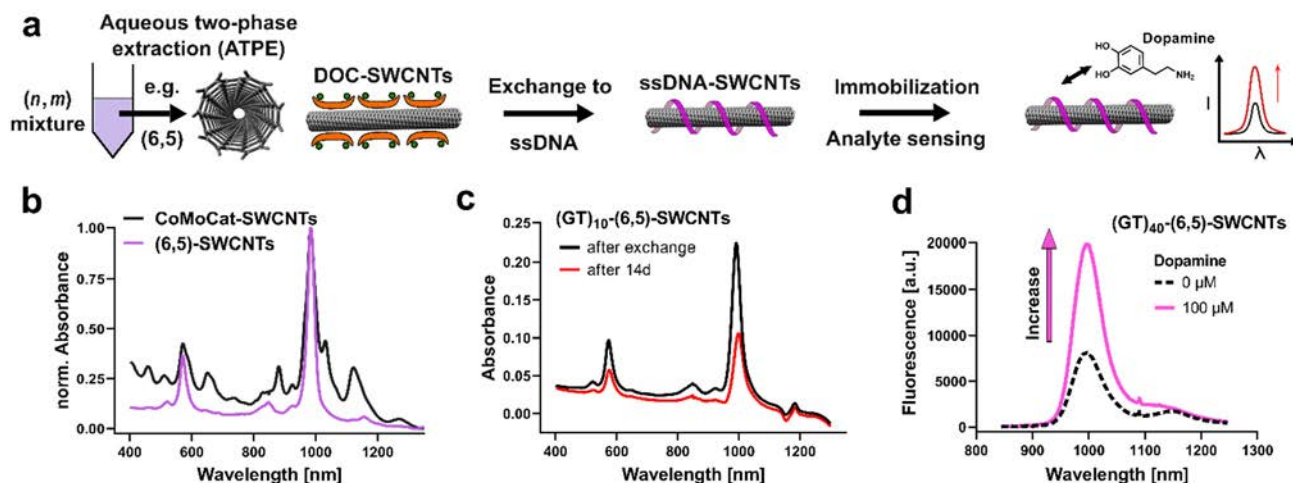 a
Aqueous two-phase
extraction (ATPE)
(n, m)
mixture
e.g.
(6,5)
DOC-SWCNTs
Exchange to
ssDNA
ssDNA-SWCNTs
Immobilization
Analyte sensing
Dopamine
HO
HO
NH2
I
λ
b
CoMoCat-SWCNTs
(6,5)-SWCNTs
norm. Absorbance
1.00
0.75
0.50
0.25
0.00
400 600 800 1000 1200
Wavelength [nm]
c
(GT)10-(6,5)-SWCNTs
after exchange
after 14d
Absorbance
0.25
0.20
0.15
0.10
0.05
0.00
400 600 800 1000 1200
Wavelength [nm]
d
(GT)40-(6,5)-SWCNTs
Dopamine
0 µM
100 µM
Increase
Fluorescence [a.u.]
20000
15000
10000
5000
0
800 900 1000 1100 1200 1300
Wavelength [nm]